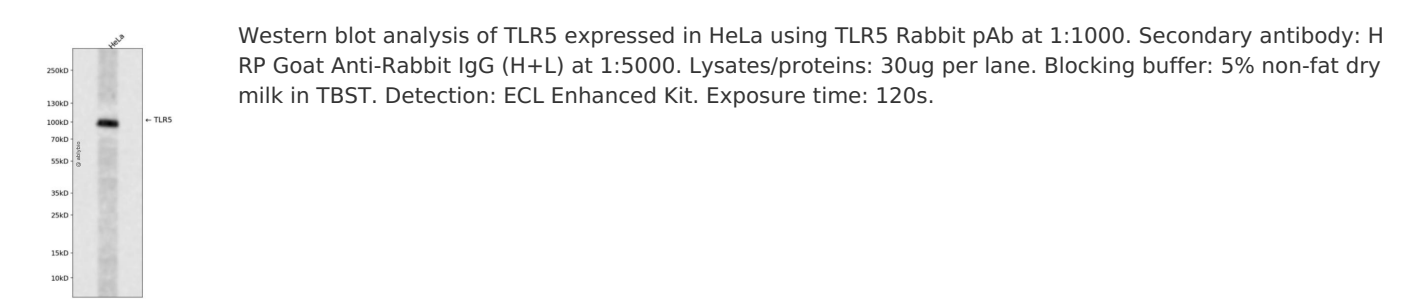 HeLa
250kD
130kD
100kD
← TLR5
70kD
55kD
35kD
25kD
15kD
10kD
Western blot analysis of TLR5 expressed in HeLa using TLR5 Rabbit pAb at 1:1000. Secondary antibody: H
RP Goat Anti-Rabbit IgG (H+L) at 1:5000. Lysates/proteins: 30ug per lane. Blocking buffer: 5% non-fat dry
milk in TBST. Detection: ECL Enhanced Kit. Exposure time: 120s.